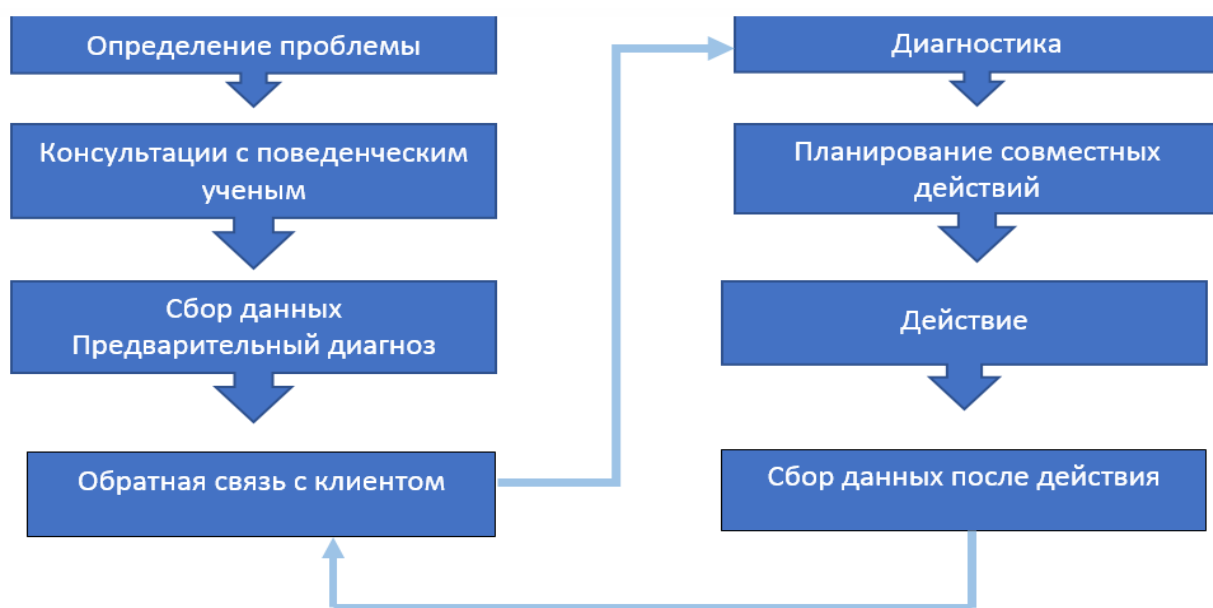 Определение проблемы
Консультации с поведенческим
ученым
Сбор данных
Предварительный диагноз
Обратная связь с клиентом
Диагностика
Планирование совместных
действий
Действие
Сбор данных после действия